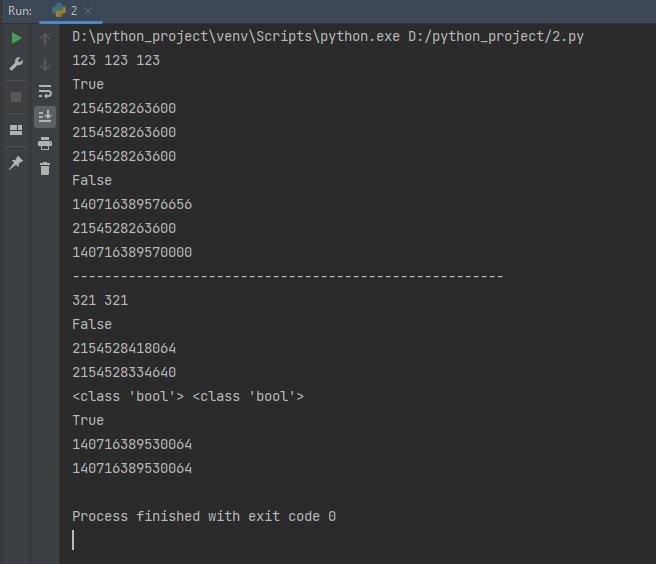 Run:
2
D:\python_project\venv\Scripts\python.exe D:/python_project/2.py
123 123 123
True
2154528263600
2154528263600
2154528263600
False
140716389576656
2154528263600
140716389570000
------------------------------------------------------
321 321
False
2154528418064
2154528334640
<class 'bool'> <class 'bool'>
True
140716389530064
140716389530064
Process finished with exit code 0